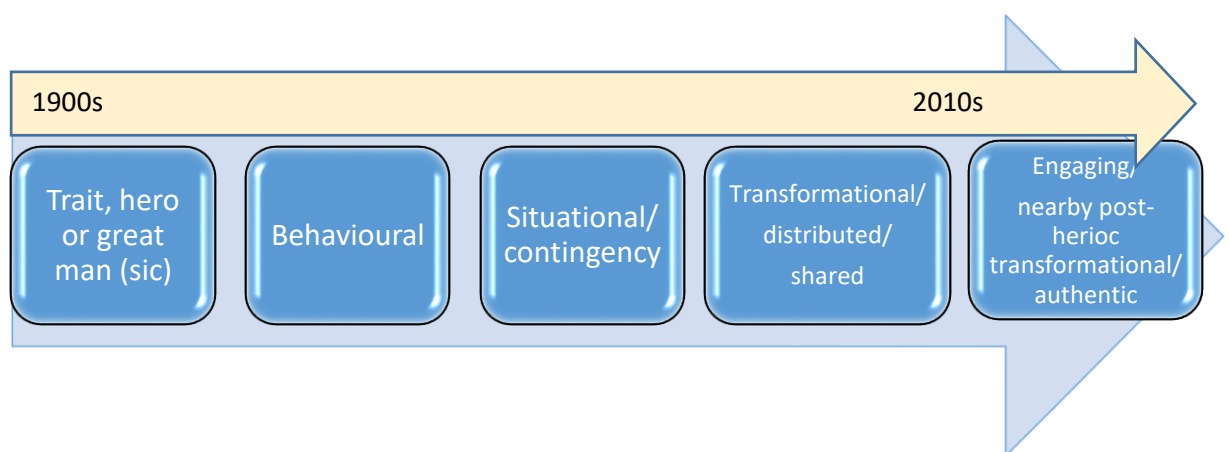 1900s
2010s
Trait, hero
or great
man (sic)
Behavioural
Situational/
contingency
Transformational/
distributed/
shared
Engaging/
nearby post-
herioc
transformational/
authentic